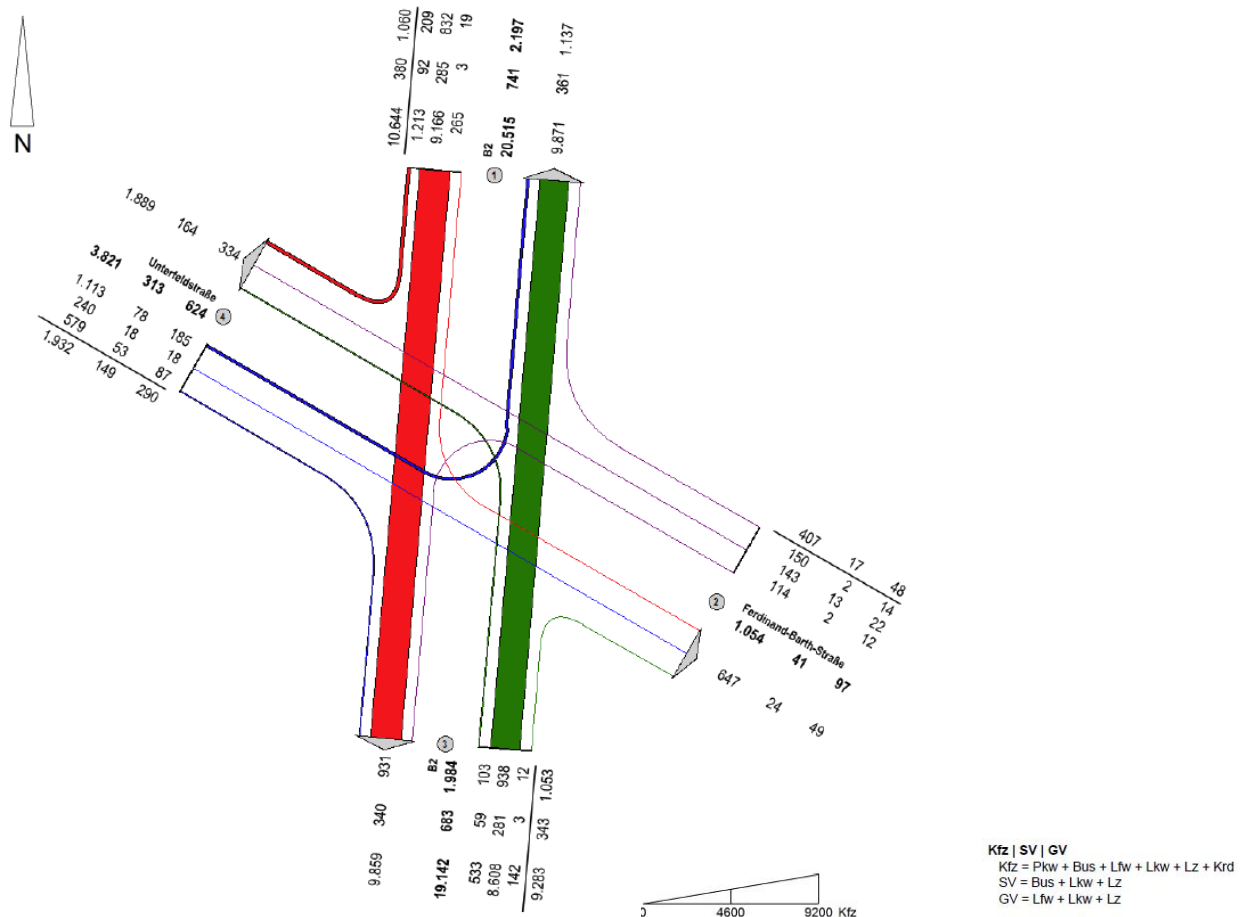 N
10.644 380 1.060
1.213 92 209
9.166 285 832
265 3 19
B2
20.515 741 2.197
9.871 361 1.137
1
1.889 164 334
Unterfeldstraße
3.821 313 624
4
1.113 78 185
240 18 18
579 53 87
1.932 149 290
407 17 48
150 2 14
143 13 22
114 2 12
2
Ferdinand-Barth-Straße
1.054 41 97
647 24 49
3
9.859 340 931
B2
19.142 683 1.984
533 59 103
8.608 281 938
142 3 12
9.283 343 1.053
0 4600 9200 Kfz
Kfz | SV | GV
Kfz = Pkw + Bus + Lfw + Lkw + Lz + Krd
SV = Bus + Lkw + Lz
GV = Lfw + Lkw + Lz